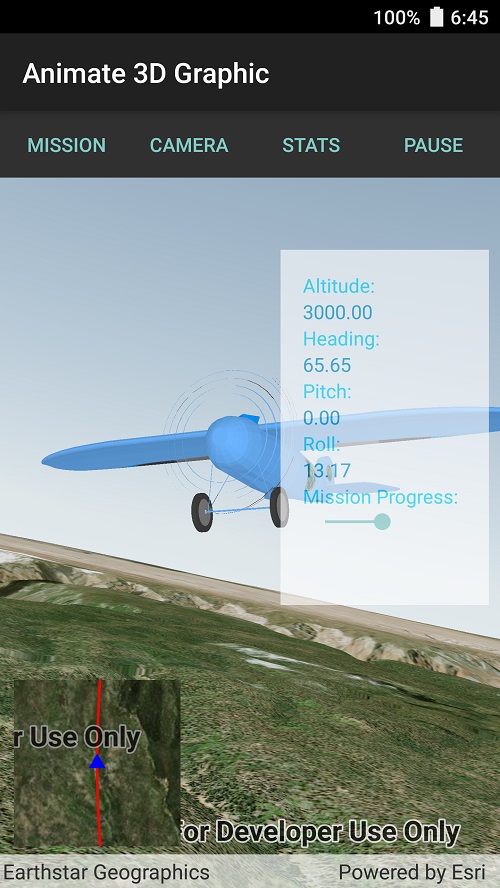 100% 6:45
Animate 3D Graphic
MISSION CAMERA STATS PAUSE
Altitude:
3000.00
Heading:
65.65
Pitch:
0.00
Roll:
13.17
Mission Progress:
r Use Only
or Developer Use Only
Earthstar Geographics Powered by Esri